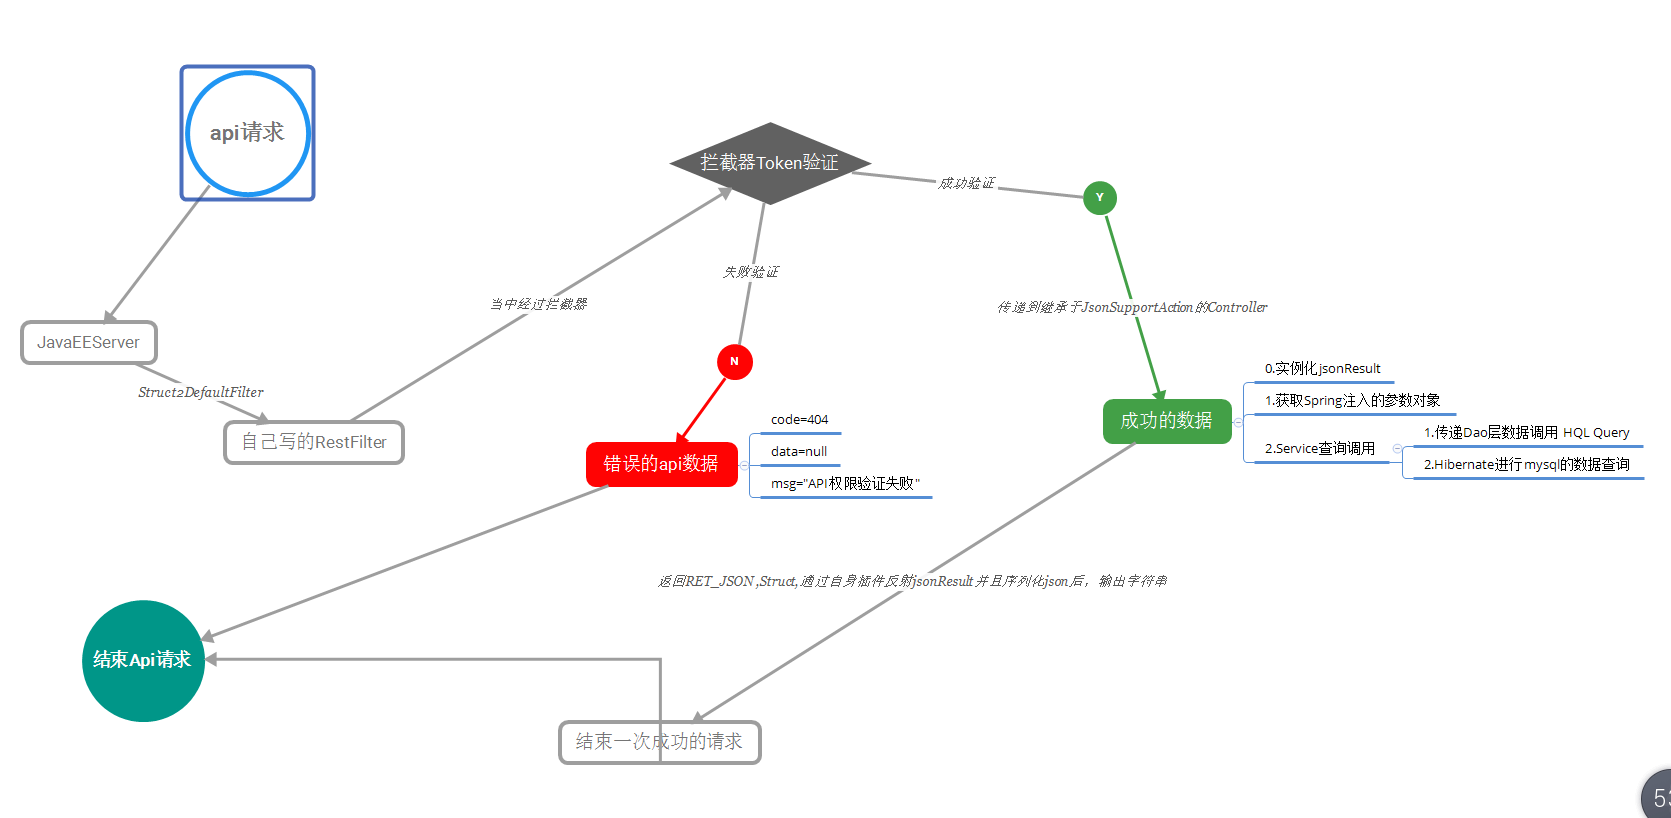 api请求
拦截器Token验证
成功验证
Y
失败验证
当中经过拦截器
传递到继承于JsonSupportAction的Controller
JavaEEServer
N
Struct2DefaultFilter
自己写的RestFilter
错误的api数据
code=404
data=null
msg="API权限验证失败"
成功的数据
0.实例化jsonResult
1.获取Spring注入的参数对象
2.Service查询调用
1.传递Dao层数据调用 HQL Query
2.Hibernate进行mysql的数据查询
返回RET_JSON,Struct,通过自身插件反射jsonResult并且序列化json后，输出字符串
结束Api请求
结束一次成功的请求